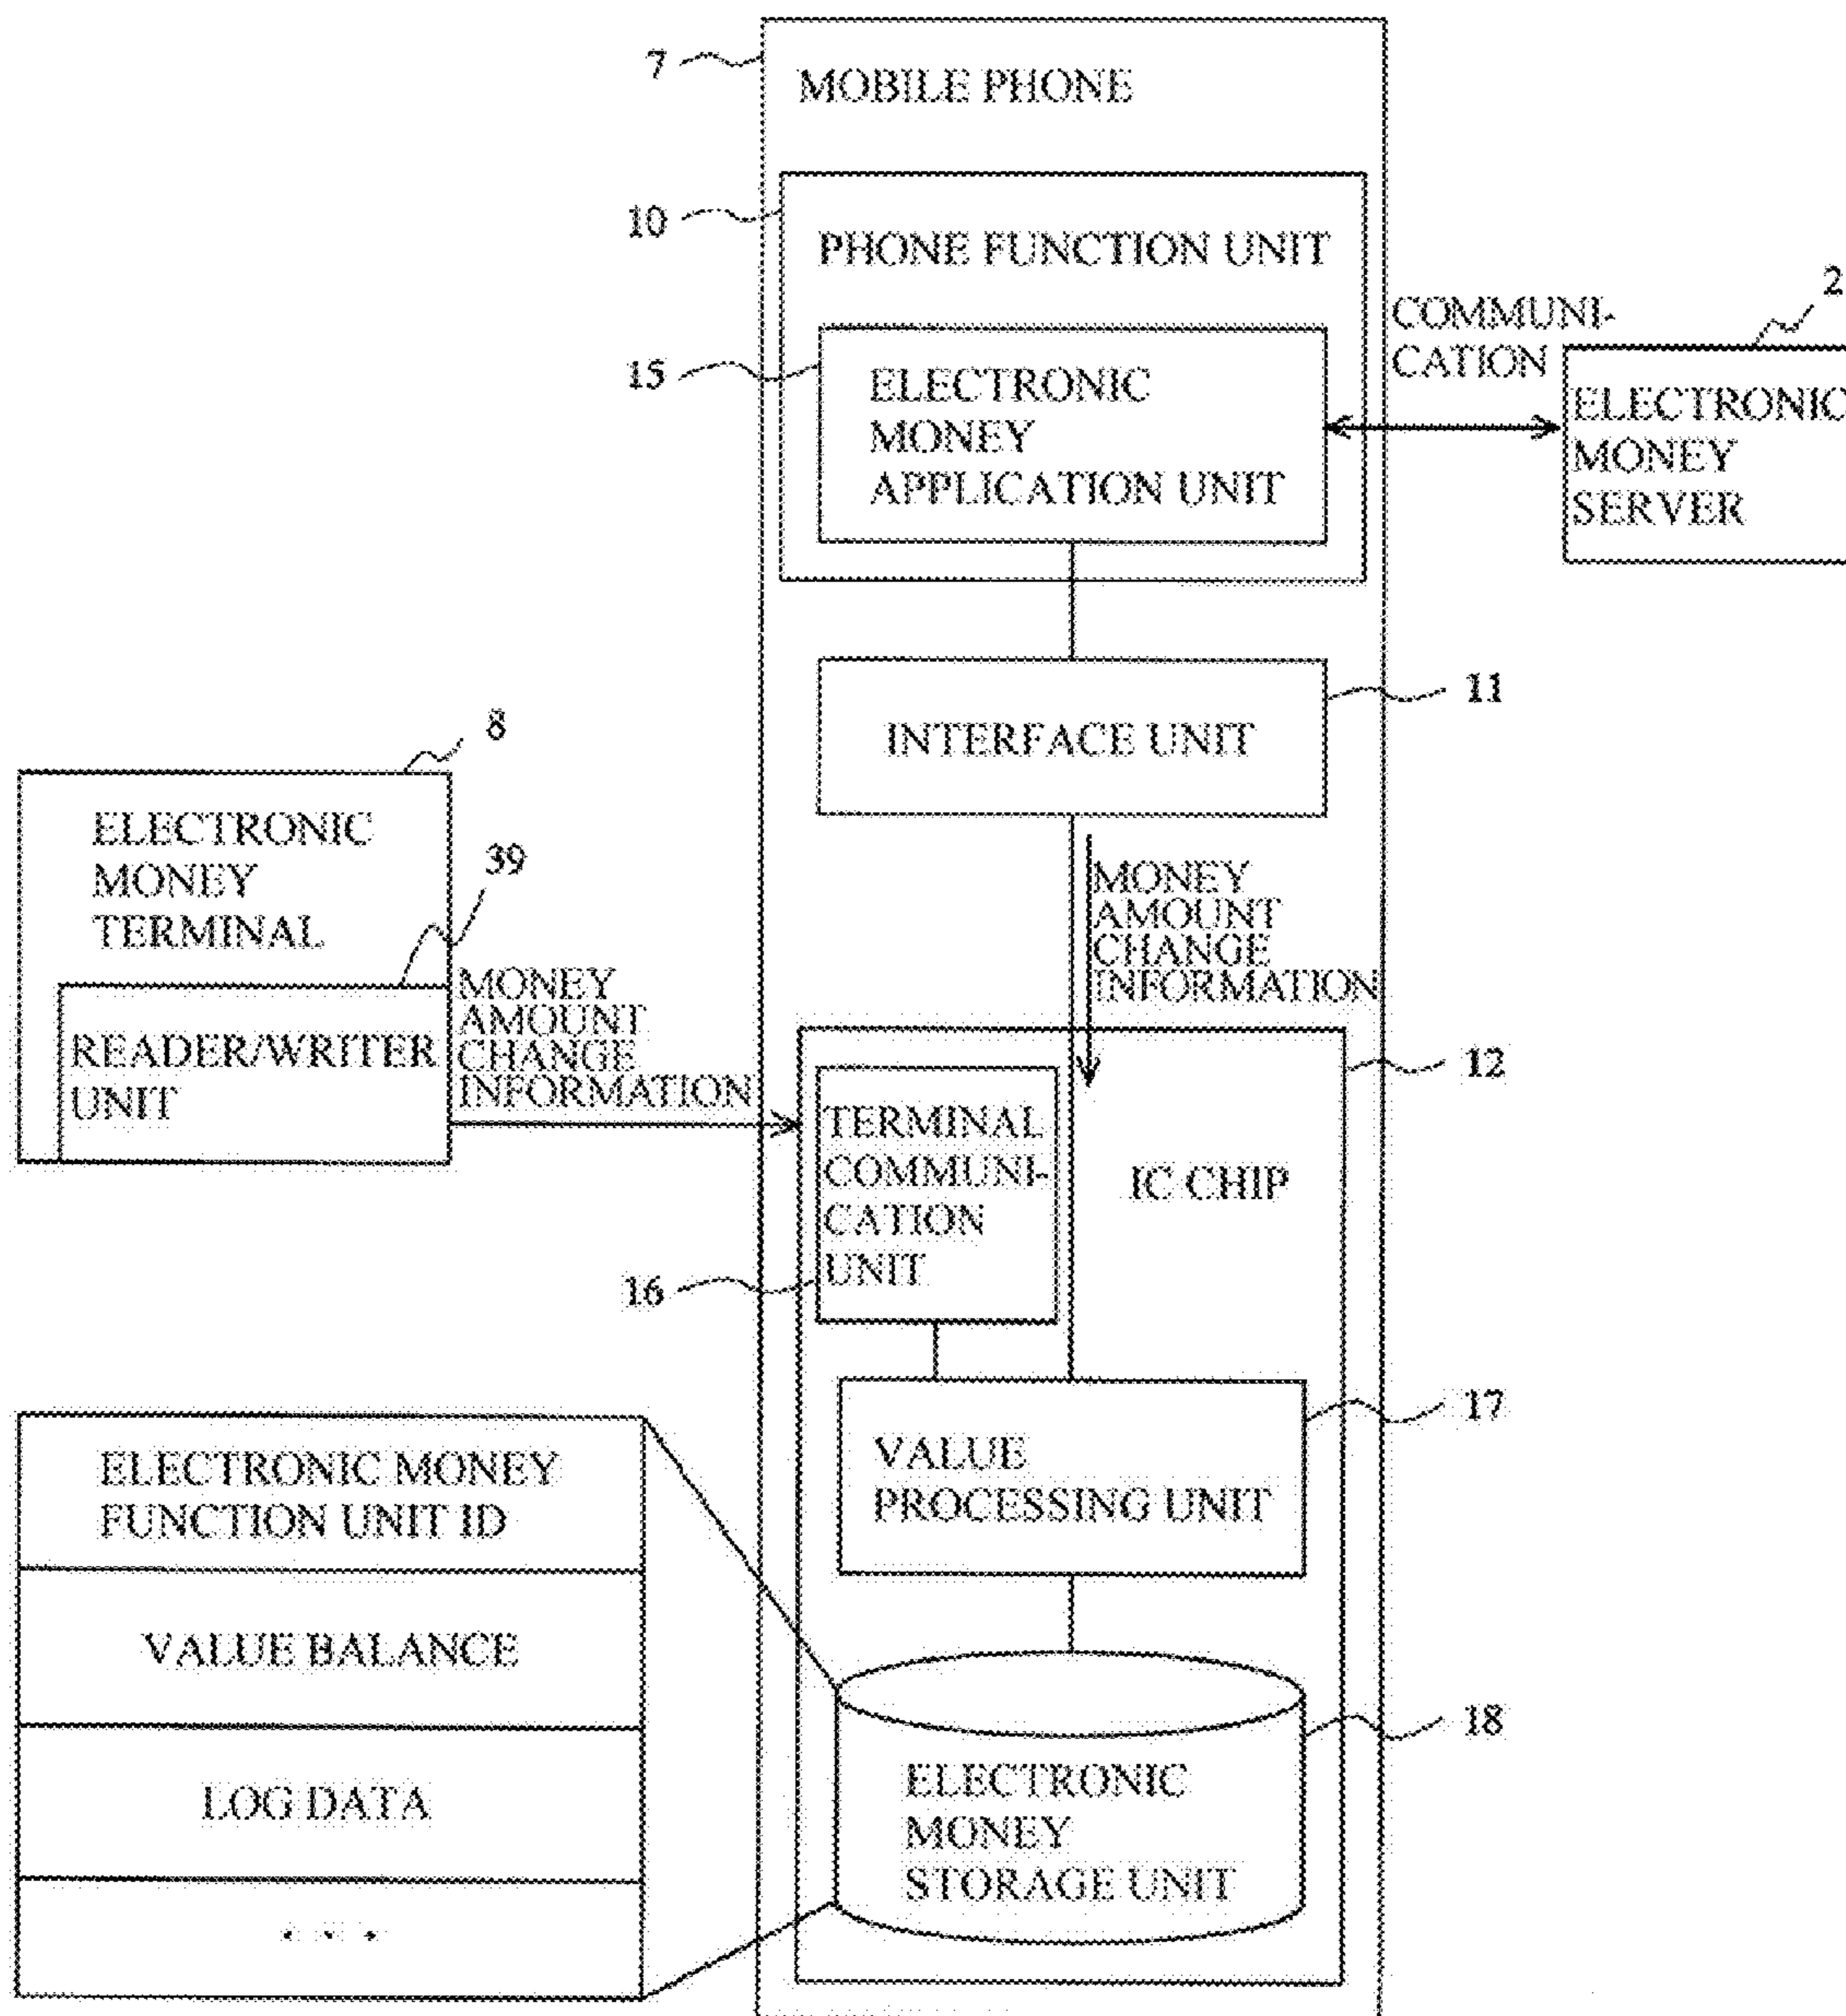 7
MOBILE PHONE
10
PHONE FUNCTION UNIT
2
COMMUNI-
CATION
15
ELECTRONIC
MONEY
APPLICATION UNIT
ELECTRONIC
MONEY
SERVER
11
INTERFACE UNIT
8
ELECTRONIC
MONEY
TERMINAL
39
READER/WRITER
UNIT
MONEY
AMOUNT
CHANGE
INFORMATION
MONEY
AMOUNT
CHANGE
INFORMATION
12
TERMINAL
COMMUNI-
CATION
UNIT
IC CHIP
16
17
VALUE
PROCESSING UNIT
ELECTRONIC MONEY
FUNCTION UNIT ID
VALUE BALANCE
LOG DATA
. . .
18
ELECTRONIC
MONEY
STORAGE UNIT